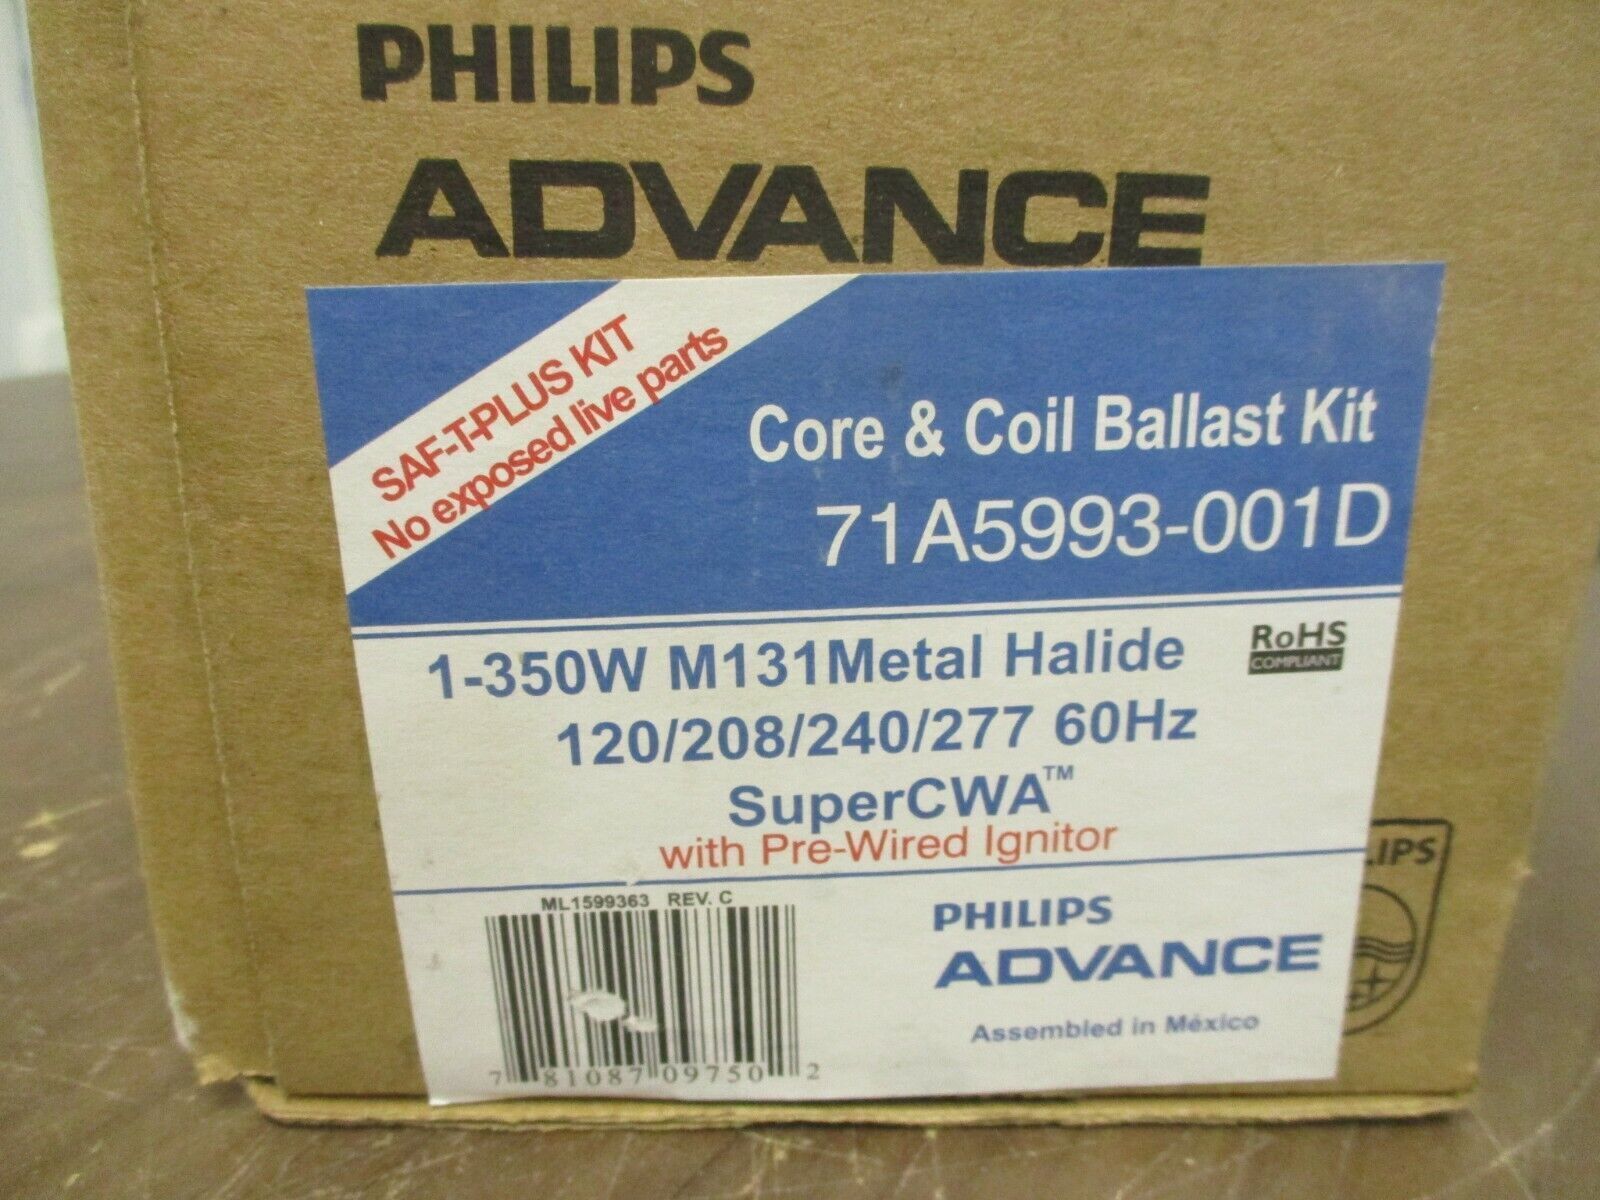 PHILIPS
ADVANCE
SAF-T-PLUS KIT
No exposed live parts
Core & Coil Ballast Kit
71A5993-001D
1-350W M131Metal Halide
RoHS
COMPLIANT
120/208/240/277 60Hz
SuperCWA™
with Pre-Wired Ignitor
ML1599363 REV. C
7 81087 09750 2
PHILIPS
ADVANCE
Assembled in México
LIPS